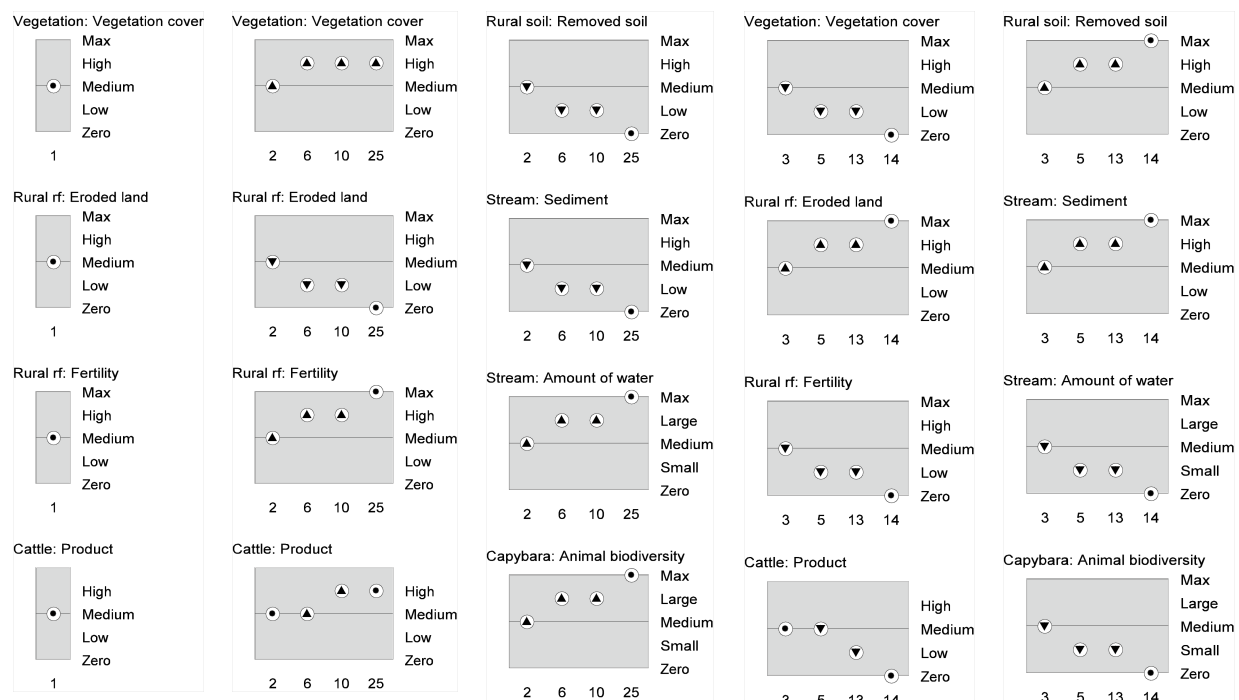 Vegetation: Vegetation cover
Max
High
Medium
Low
Zero
1
Rural rf: Eroded land
Max
High
Medium
Low
Zero
1
Rural rf: Fertility
Max
High
Medium
Low
Zero
1
Cattle: Product
High
Medium
Low
Zero
1
Vegetation: Vegetation cover
Max
High
Medium
Low
Zero
2 6 10 25
Rural rf: Eroded land
Max
High
Medium
Low
Zero
2 6 10 25
Rural rf: Fertility
Max
High
Medium
Low
Zero
2 6 10 25
Cattle: Product
High
Medium
Low
Zero
2 6 10 25
Rural soil: Removed soil
Max
High
Medium
Low
Zero
2 6 10 25
Stream: Sediment
Max
High
Medium
Low
Zero
2 6 10 25
Stream: Amount of water
Max
Large
Medium
Small
Zero
2 6 10 25
Capybara: Animal biodiversity
Max
Large
Medium
Small
Zero
2 6 10 25
Vegetation: Vegetation cover
Max
High
Medium
Low
Zero
3 5 13 14
Rural rf: Eroded land
Max
High
Medium
Low
Zero
3 5 13 14
Rural rf: Fertility
Max
High
Medium
Low
Zero
3 5 13 14
Cattle: Product
High
Medium
Low
Zero
3 5 13 14
Rural soil: Removed soil
Max
High
Medium
Low
Zero
3 5 13 14
Stream: Sediment
Max
High
Medium
Low
Zero
3 5 13 14
Stream: Amount of water
Max
Large
Medium
Small
Zero
3 5 13 14
Capybara: Animal biodiversity
Max
Large
Medium
Small
Zero
3 5 13 14